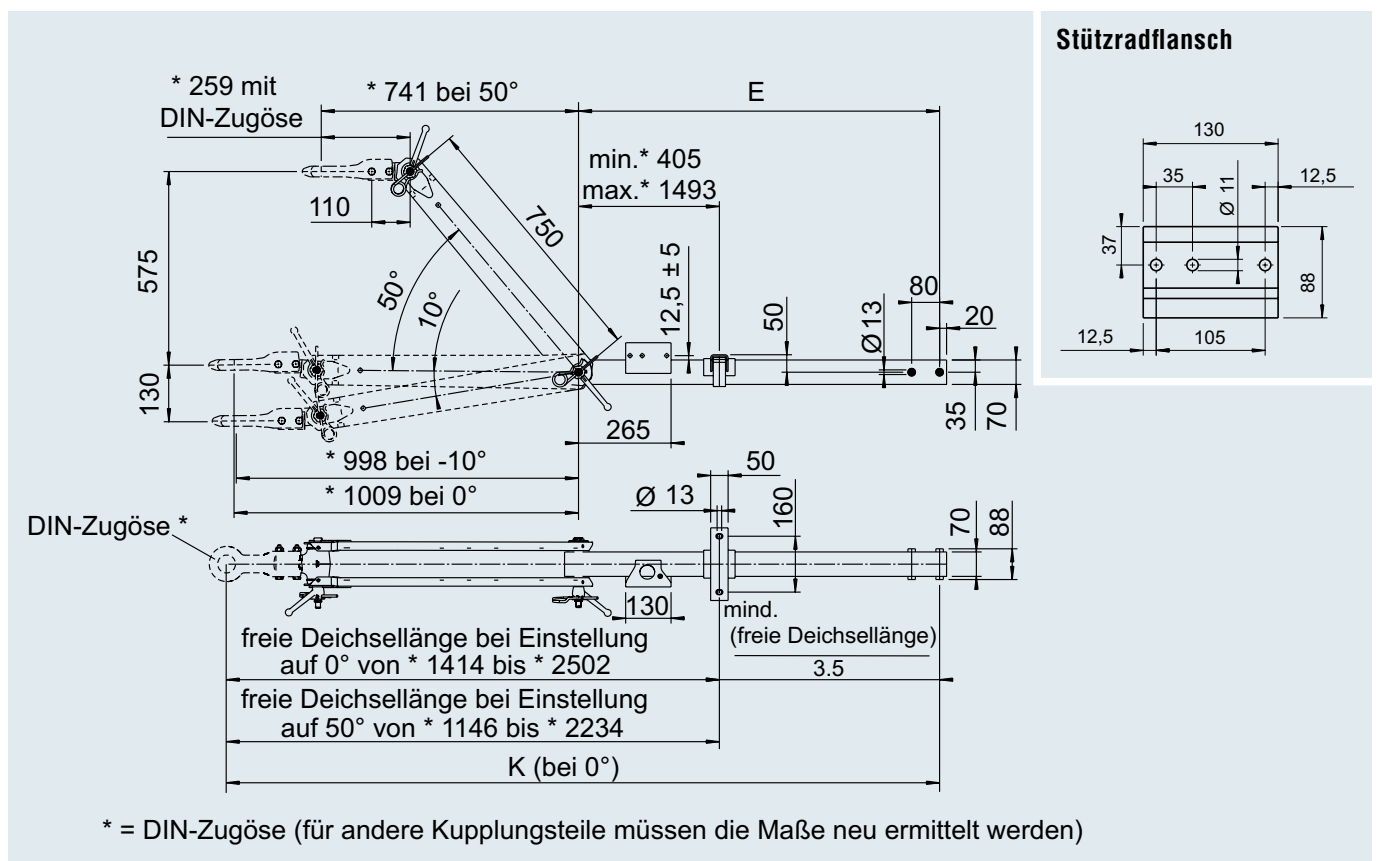 Stützradflansch
* 259 mit
DIN-Zugöse
* 741 bei 50°
E
min.* 405
max.* 1493
110
750
575
50°
10°
12,5 ± 5
50
Ø 13
80
20
130
265
35
70
* 998 bei -10°
* 1009 bei 0°
130
35
Ø 11
12,5
37
88
12,5
105
DIN-Zugöse *
50
Ø 13
160
70
88
130
mind.
(freie Deichsellänge)
3.5
freie Deichsellänge bei Einstellung
auf 0° von * 1414 bis * 2502
freie Deichsellänge bei Einstellung
auf 50° von * 1146 bis * 2234
K (bei 0°)
* = DIN-Zugöse (für andere Kupplungsteile müssen die Maße neu ermittelt werden)